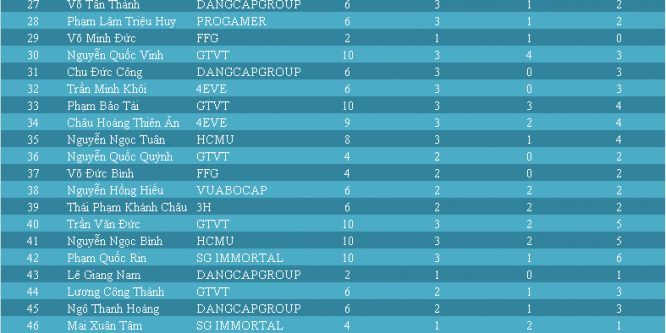 27 Võ Tân Thành DANGCAPGROUP 6 3 1 2
28 Phạm Lâm Triệu Huy PROGAMER 6 3 1 2
29 Võ Minh Đức FFG 2 1 1 0
30 Nguyễn Quốc Vinh GTVT 10 3 4 3
31 Chu Đức Công DANGCAPGROUP 6 3 0 3
32 Trần Minh Khôi 4EVE 6 3 0 3
33 Phạm Bảo Tài GTVT 10 3 3 4
34 Châu Hoàng Thiên Ân 4EVE 9 3 2 4
35 Nguyễn Ngọc Tuân HCMU 8 3 1 4
36 Nguyễn Quốc Quỳnh GTVT 4 2 0 2
37 Võ Đức Bình FFG 4 2 0 2
38 Nguyễn Hồng Hiếu VUABOCAP 6 2 2 2
39 Thái Phạm Khánh Châu 3H 6 2 2 2
40 Trần Văn Đức GTVT 10 3 2 5
41 Nguyễn Ngọc Bình HCMU 10 3 2 5
42 Phạm Quốc Rin SG IMMORTAL 10 3 1 6
43 Lê Giang Nam DANGCAPGROUP 2 1 0 1
44 Lương Công Thành GTVT 6 2 1 3
45 Ngô Thanh Hoàng DANGCAPGROUP 6 2 1 3
46 Mai Xuân Tâm SG IMMORTAL 4 1 2 1